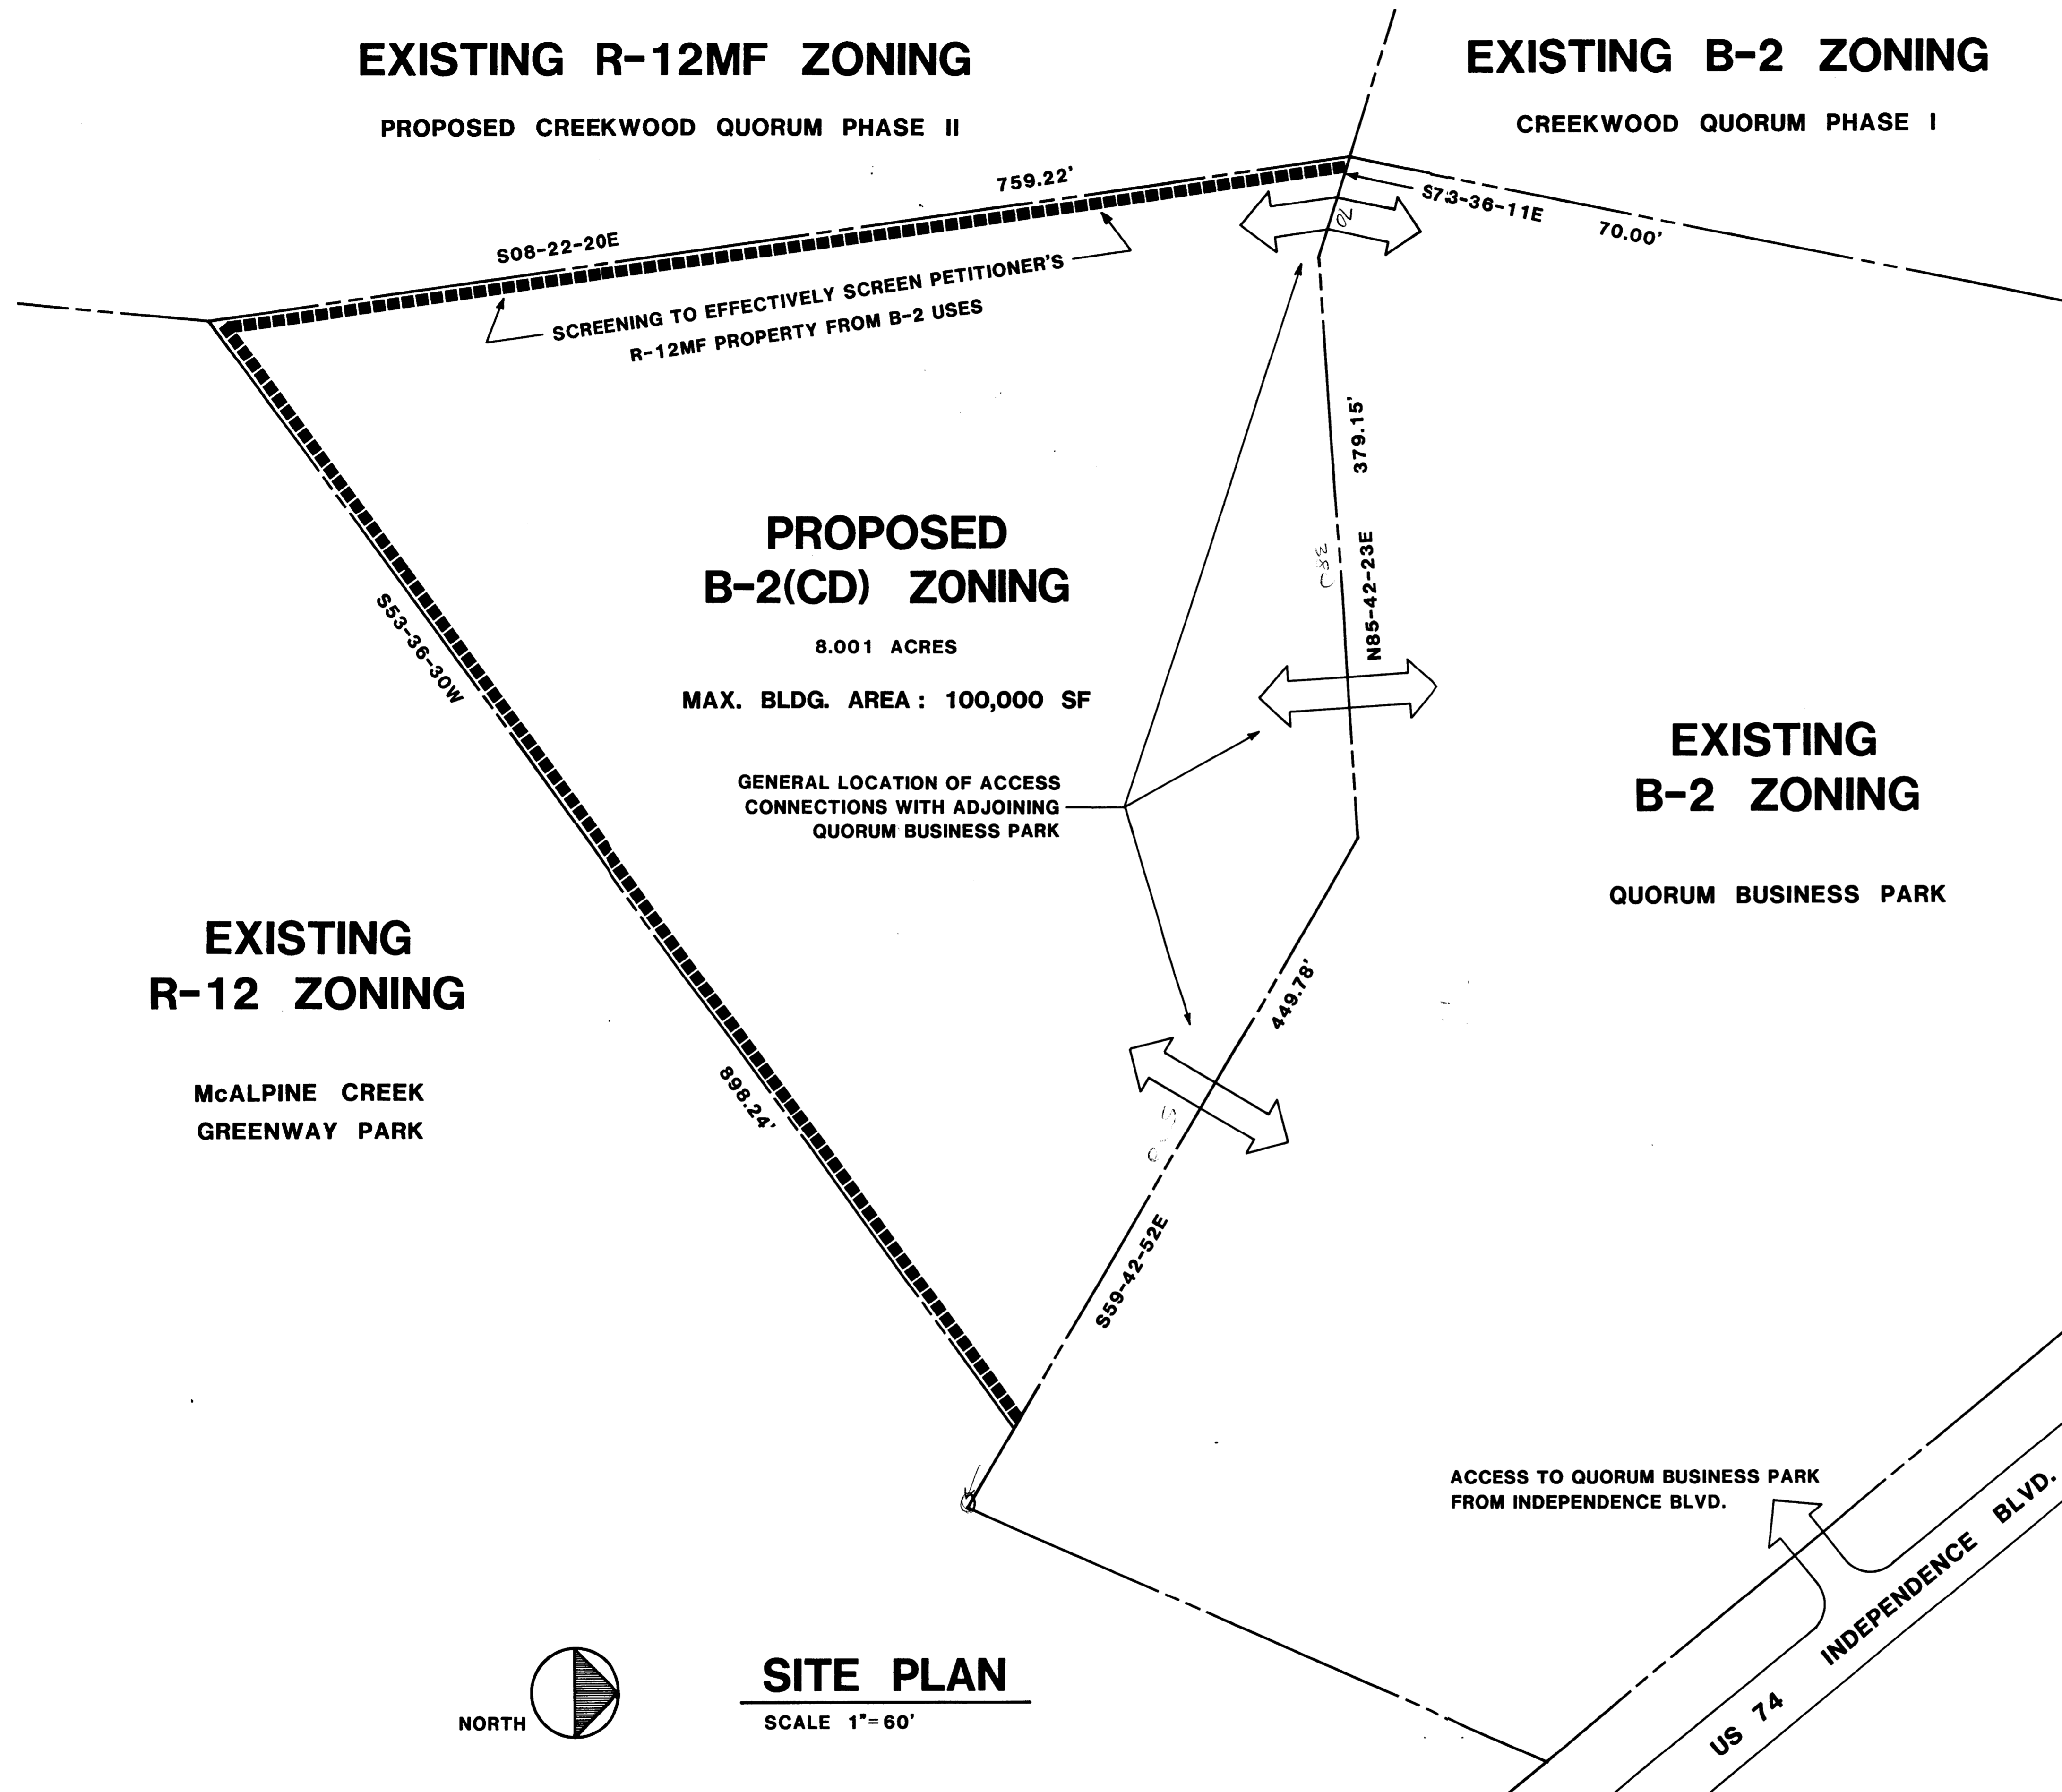 EXISTING R-12MF ZONING
PROPOSED CREEKWOOD QUORUM PHASE II
EXISTING B-2 ZONING
CREEKWOOD QUORUM PHASE I
759.22'
S08-22-20E
S73-36-11E
70.00'
70
SCREENING TO EFFECTIVELY SCREEN PETITIONER'S
R-12MF PROPERTY FROM B-2 USES
379.15'
N85-42-23E
380
PROPOSED
B-2(CD) ZONING
8.001 ACRES
MAX. BLDG. AREA: 100,000 SF
GENERAL LOCATION OF ACCESS
CONNECTIONS WITH ADJOINING
QUORUM BUSINESS PARK
S53-36-30W
898.24'
EXISTING
B-2 ZONING
QUORUM BUSINESS PARK
EXISTING
R-12 ZONING
McALPINE CREEK
GREENWAY PARK
449.78'
S59-42-52E
ACCESS TO QUORUM BUSINESS PARK
FROM INDEPENDENCE BLVD.
US 74 INDEPENDENCE BLVD.
NORTH
SITE PLAN
SCALE 1"=60'